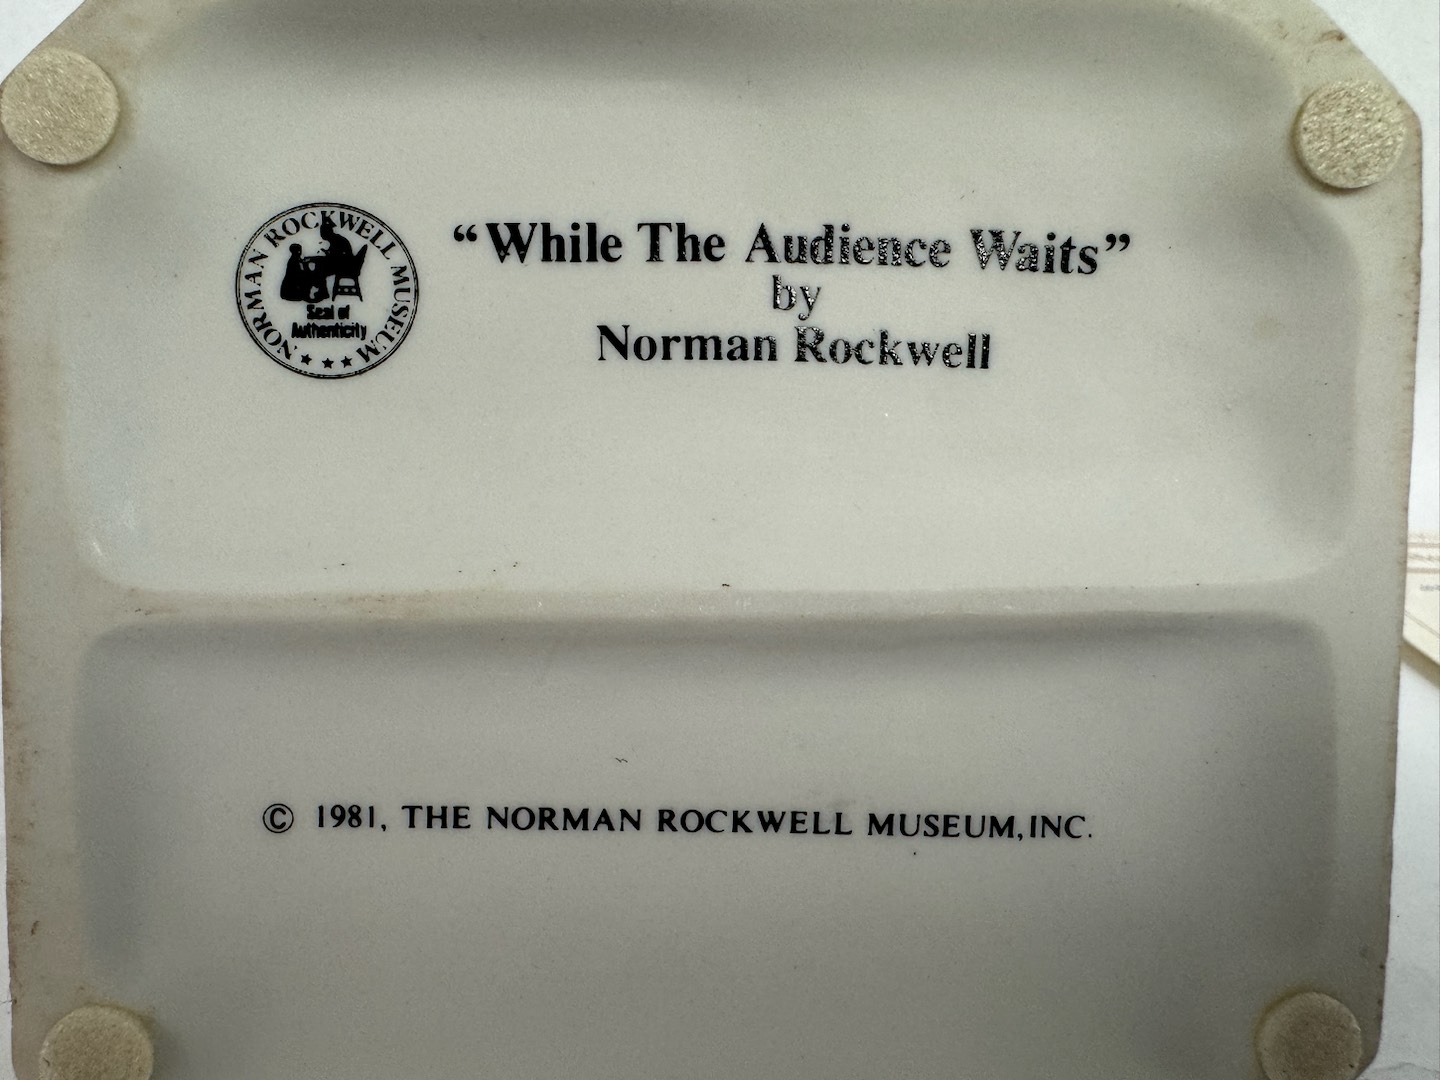 NORMAN ROCKWELL MUSEUM
Seal of
Authenticity
“While The Audience Waits”
by
Norman Rockwell
© 1981, THE NORMAN ROCKWELL MUSEUM, INC.